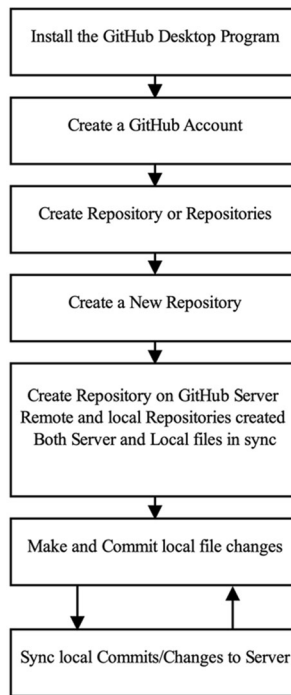 Install the GitHub Desktop Program
Create a GitHub Account
Create Repository or Repositories
Create a New Repository
Create Repository on GitHub Server
Remote and local Repositories created
Both Server and Local files in sync
Make and Commit local file changes
Sync local Commits/Changes to Server